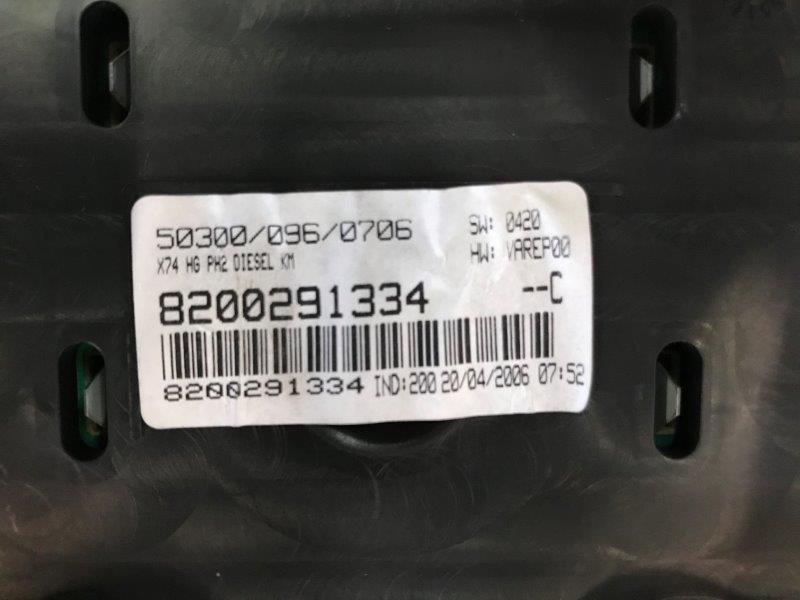 50300/096/0706 SW: 0420
X74 HG PH2 DIESEL KM HW: VAREP00
8200291334 --C
8200291334 IND:200 20/04/2006 07:52